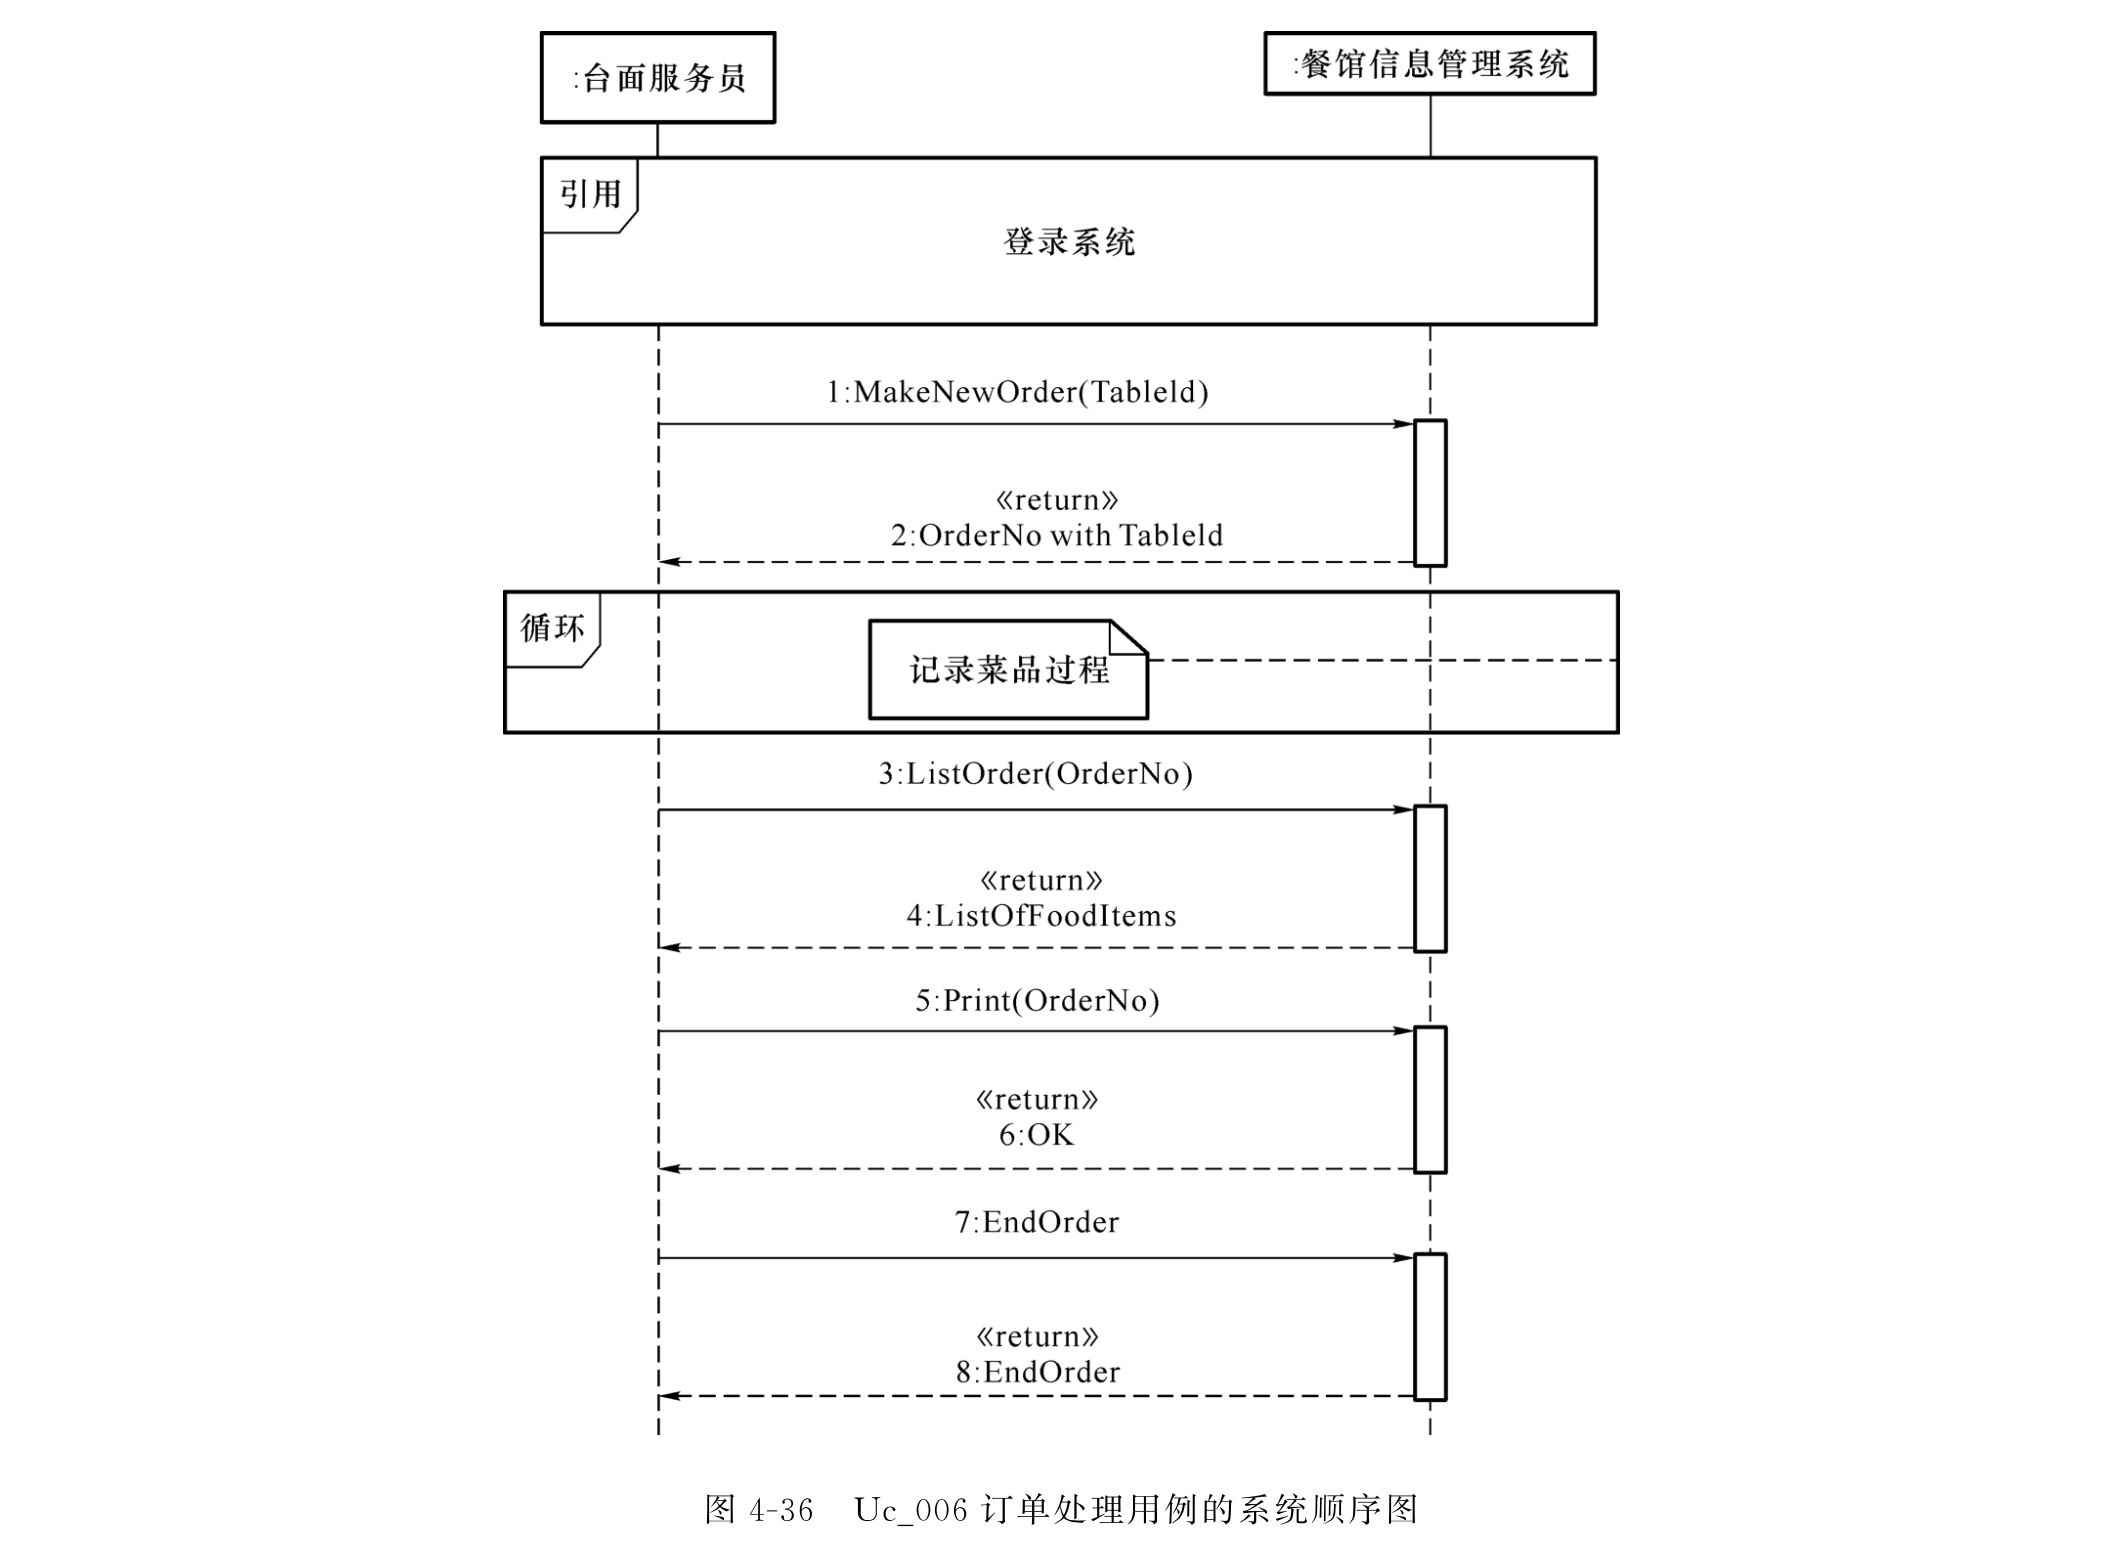 :台面服务员
:餐馆信息管理系统
引用
登录系统
1:MakeNewOrder(Tableld)
《return》
2:OrderNo with Tableld
循环
记录菜品过程
3:ListOrder(OrderNo)
《return》
4:ListOfFoodItems
5:Print(OrderNo)
《return》
6:OK
7:EndOrder
《return》
8:EndOrder
图 4-36 Uc_006 订单处理用例的系统顺序图